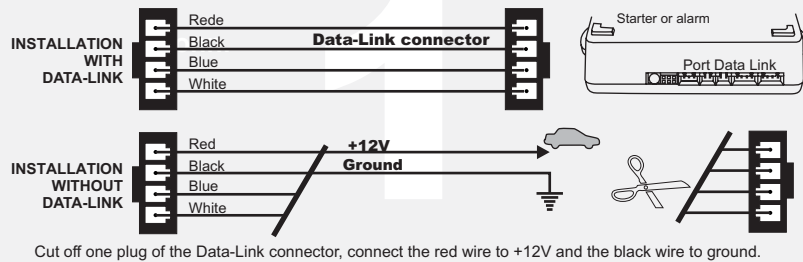 1
INSTALLATION
WITH
DATA-LINK
Rede
Black
Blue
White
Data-Link connector
Starter or alarm
Port Data Link
INSTALLATION
WITHOUT
DATA-LINK
Red
Black
Blue
White
+12V
Ground
Cut off one plug of the Data-Link connector, connect the red wire to +12V and the black wire to ground.